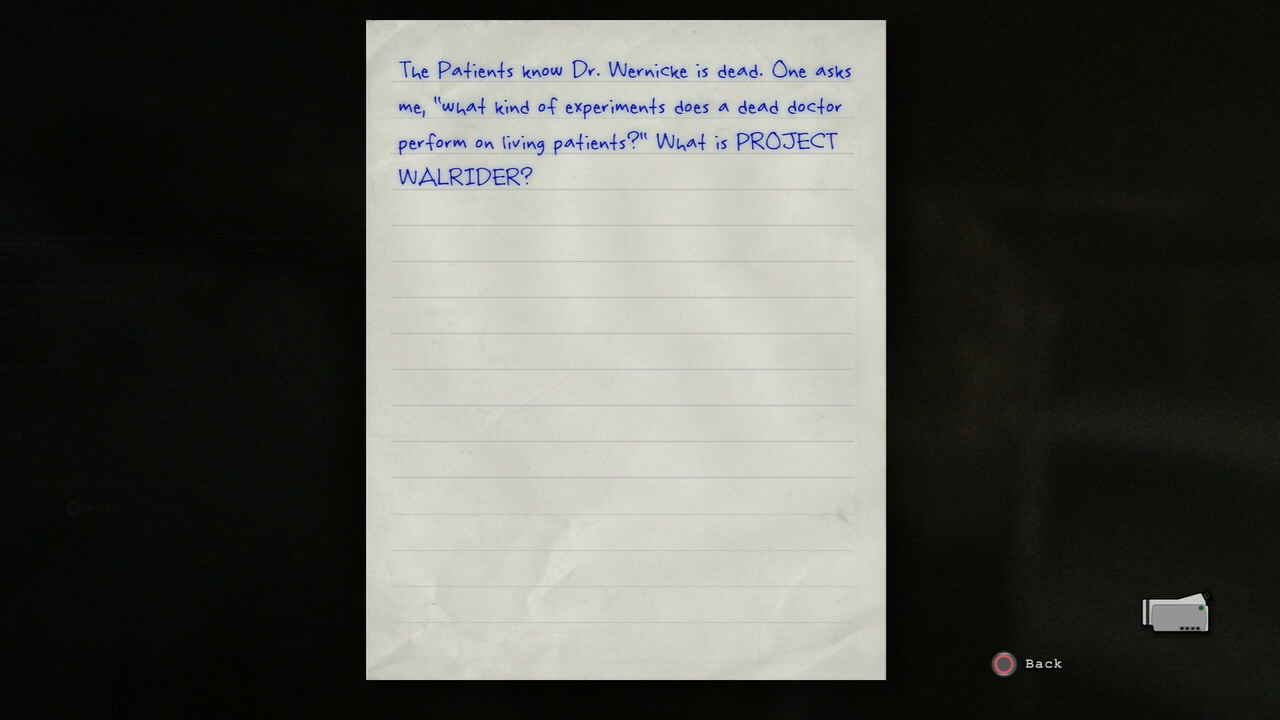 The Patients know Dr. Wernicke is dead. One asks
me, "what kind of experiments does a dead doctor
perform on living patients?" What is PROJECT
WALRIDER?
Back